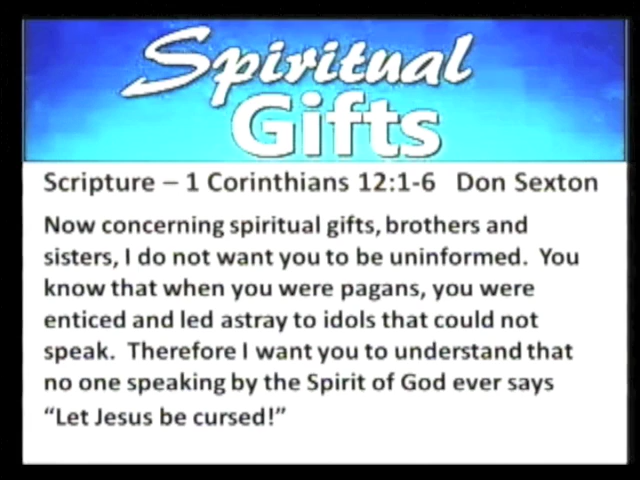 Spiritual
Gifts
Scripture – 1 Corinthians 12:1-6   Don Sexton
Now concerning spiritual gifts, brothers and
sisters, I do not want you to be uninformed.  You
know that when you were pagans, you were
enticed and led astray to idols that could not
speak.  Therefore I want you to understand that
no one speaking by the Spirit of God ever says
“Let Jesus be cursed!”